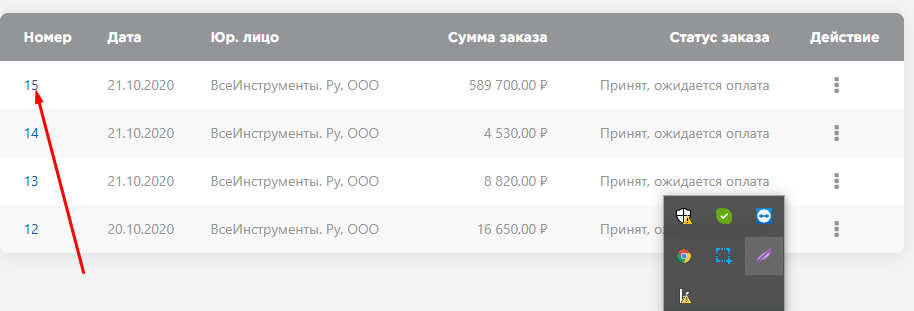 Номер Дата Юр. лицо Сумма заказа Статус заказа Действие
15 21.10.2020 ВсеИнструменты. Ру, ООО 589 700,00 ₽ Принят, ожидается оплата
14 21.10.2020 ВсеИнструменты. Ру, ООО 4 530,00 ₽ Принят, ожидается оплата
13 21.10.2020 ВсеИнструменты. Ру, ООО 8 820,00 ₽ Принят, ожидается оплата
12 20.10.2020 ВсеИнструменты. Ру, ООО 16 650,00 ₽ Принят,